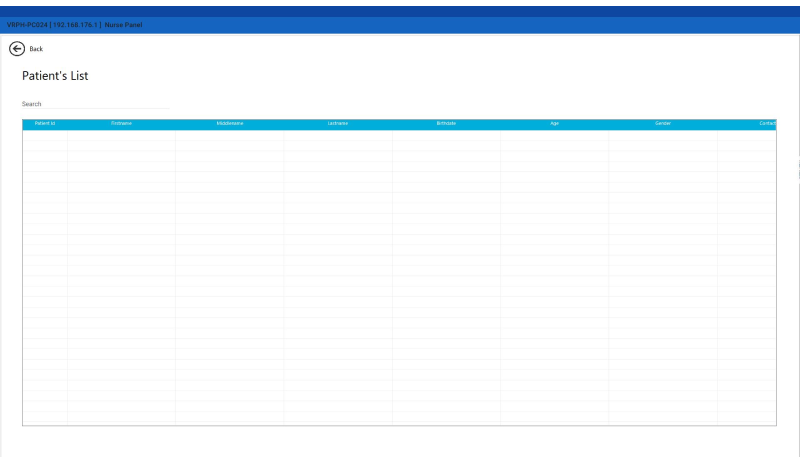 VRPH-PC024 | 192.168.176.1 | Nurse Panel
Back
Patient's List
Search
Patient Id Firstname Middlename Lastname Birthdate Age Gender Contact